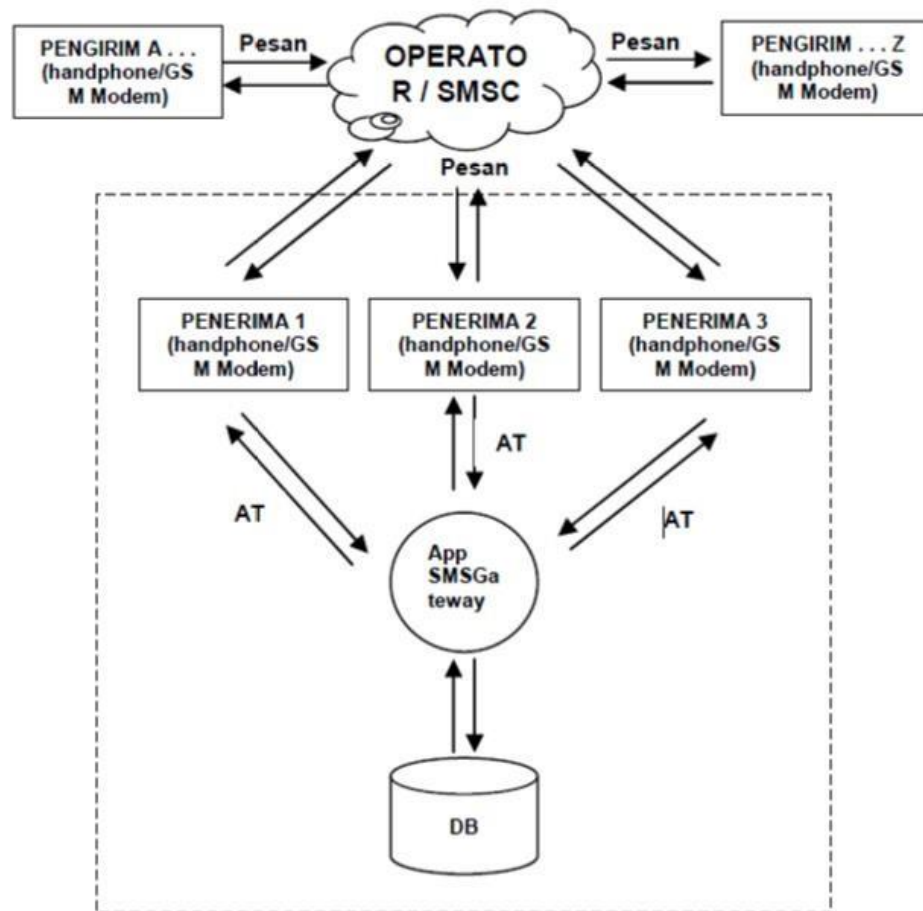 PENGIRIM A . . .
(handphone/GS
M Modem)
Pesan
OPERATO
R / SMSC
Pesan
PENGIRIM . . . Z
(handphone/GS
M Modem)
Pesan
PENERIMA 1
(handphone/GS
M Modem)
PENERIMA 2
(handphone/GS
M Modem)
PENERIMA 3
(handphone/GS
M Modem)
AT
AT
AT
App
SMSGa
teway
DB